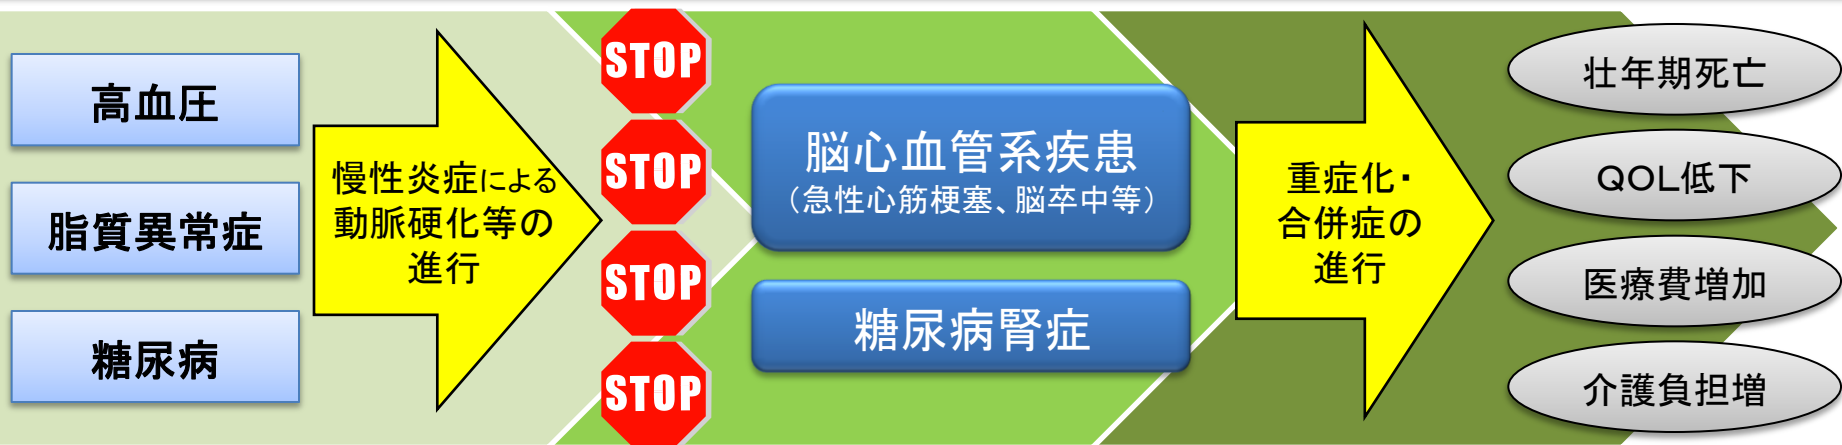 高血圧
脂質異常症
糖尿病
慢性炎症による
動脈硬化等の
進行
STOP
STOP
STOP
STOP
脳心血管系疾患
（急性心筋梗塞、脳卒中等）
糖尿病腎症
重症化・
合併症の
進行
壮年期死亡
QOL低下
医療費増加
介護負担増